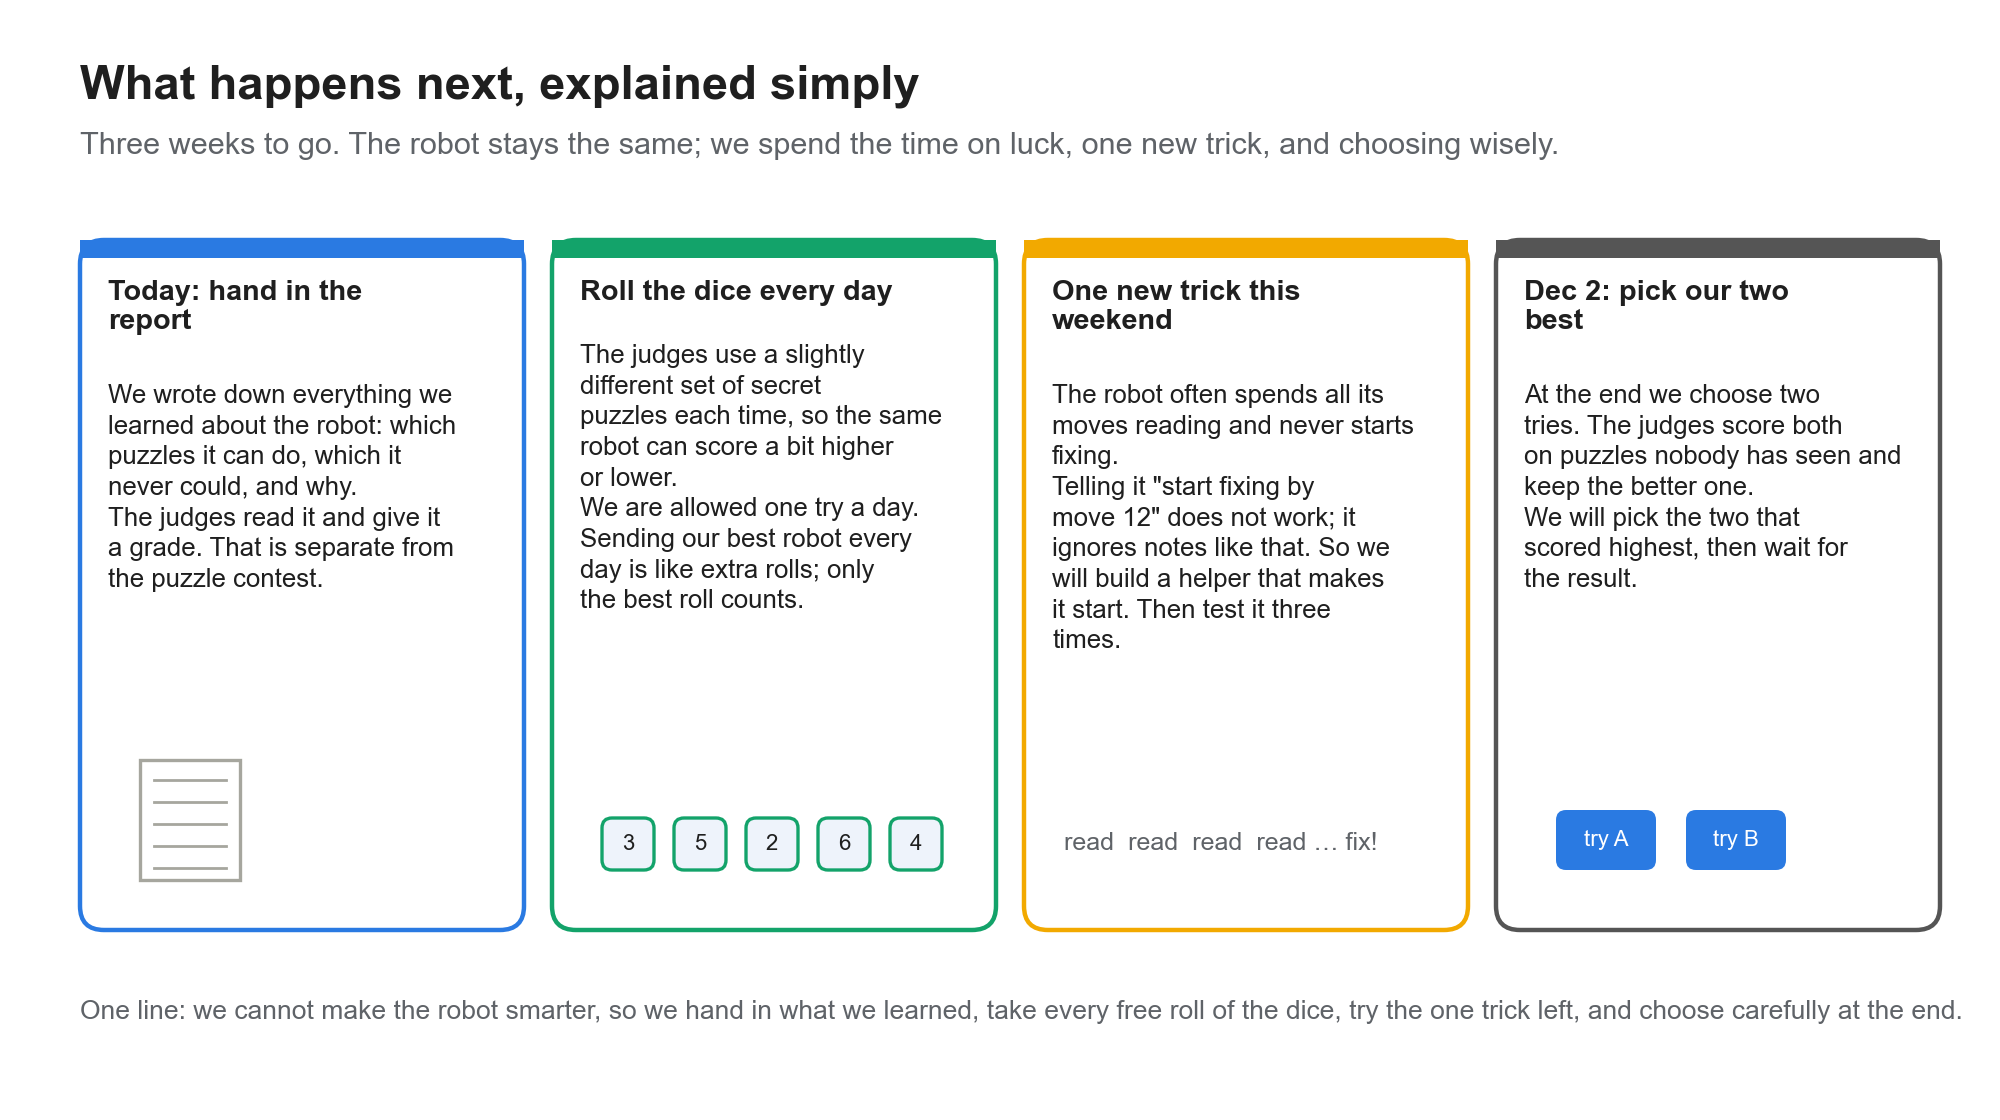 What happens next, explained simply
Three weeks to go. The robot stays the same; we spend the time on luck, one new trick, and choosing wisely.
Today: hand in the
report
We wrote down everything we
learned about the robot: which
puzzles it can do, which it
never could, and why.
The judges read it and give it
a grade. That is separate from
the puzzle contest.
Roll the dice every day
The judges use a slightly
different set of secret
puzzles each time, so the same
robot can score a bit higher
or lower.
We are allowed one try a day.
Sending our best robot every
day is like extra rolls; only
the best roll counts.
3 5 2 6 4
One new trick this
weekend
The robot often spends all its
moves reading and never starts
fixing.
Telling it "start fixing by
move 12" does not work; it
ignores notes like that. So we
will build a helper that makes
it start. Then test it three
times.
read read read read … fix!
Dec 2: pick our two
best
At the end we choose two
tries. The judges score both
on puzzles nobody has seen and
keep the better one.
We will pick the two that
scored highest, then wait for
the result.
try A try B
One line: we cannot make the robot smarter, so we hand in what we learned, take every free roll of the dice, try the one trick left, and choose carefully at the end.